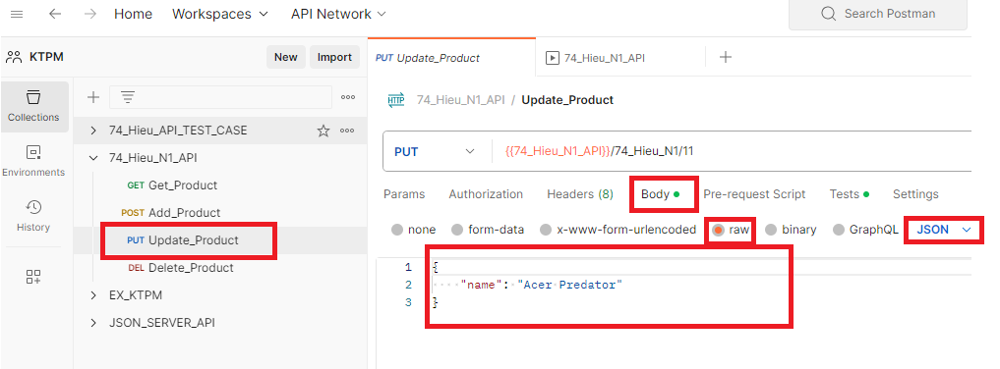 Home Workspaces API Network Search Postman
KTPM New Import
PUT Update_Product 74_Hieu_N1_API
Collections
Environments
History
74_Hieu_API_TEST_CASE
74_Hieu_N1_API
GET Get_Product
POST Add_Product
PUT Update_Product
DEL Delete_Product
EX_KTPM
JSON_SERVER_API
HTTP 74_Hieu_N1_API / Update_Product
PUT {{74_Hieu_N1_API}}/74_Hieu_N1/11
Params Authorization Headers (8) Body Pre-request Script Tests Settings
none form-data x-www-form-urlencoded raw binary GraphQL JSON
1 {
2 "name": "Acer Predator"
3 }